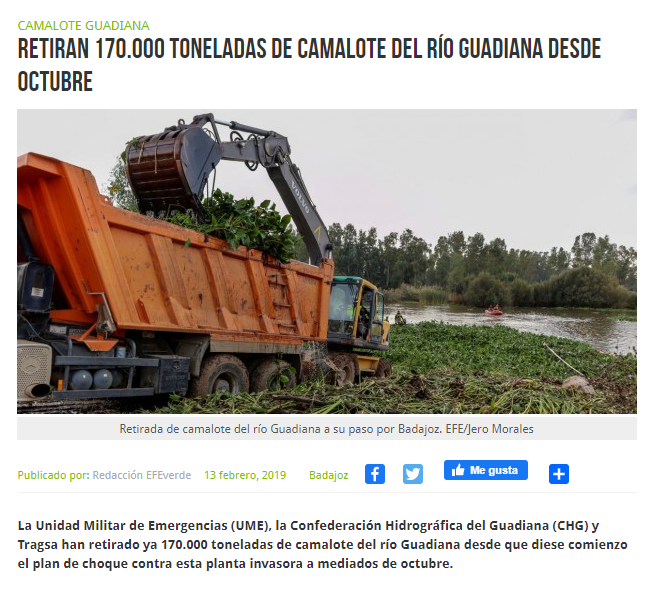 CAMALOTE GUADIANA
RETIRAN 170.000 TONELADAS DE CAMALOTE DEL RÍO GUADIANA DESDE
OCTUBRE
VOLVO
Retirada de camalote del río Guadiana a su paso por Badajoz. EFE/Jero Morales
Publicado por: Redacción EFEverde 13 febrero, 2019 Badajoz Me gusta
La Unidad Militar de Emergencias (UME), la Confederación Hidrográfica del Guadiana (CHG) y
Tragsa han retirado ya 170.000 toneladas de camalote del río Guadiana desde que diese comienzo
el plan de choque contra esta planta invasora a mediados de octubre.